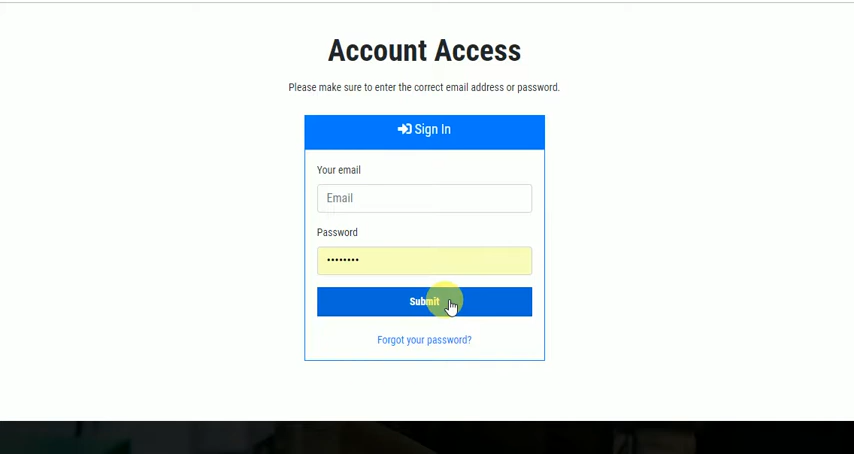 Account Access
Please make sure to enter the correct email address or password.
Sign In
Your email
Email
Password
••••••••
Submit
Forgot your password?